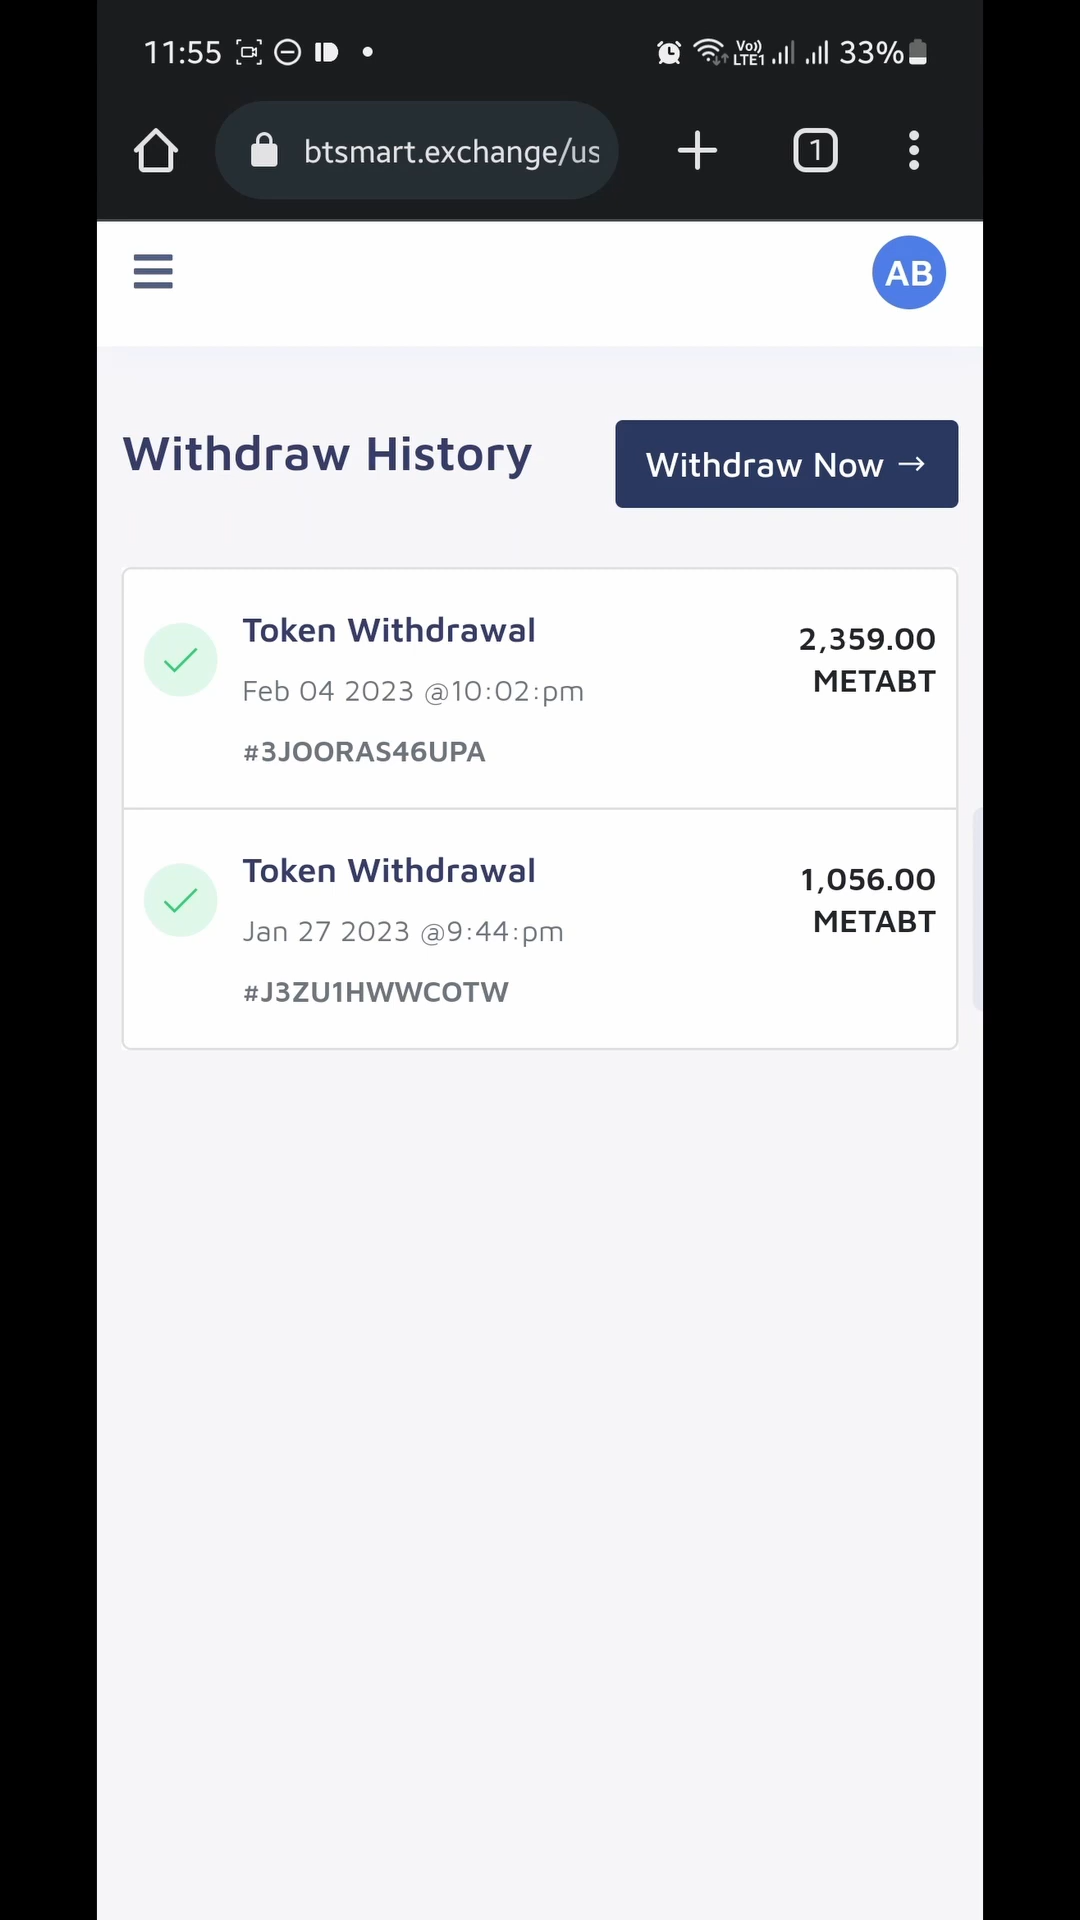 11:55
Vo))
LTE1
33%
btsmart.exchange/us
1
AB
Withdraw History
Withdraw Now →
Token Withdrawal
2,359.00
METABT
Feb 04 2023 @10:02:pm
#3JOORAS46UPA
Token Withdrawal
1,056.00
METABT
Jan 27 2023 @9:44:pm
#J3ZU1HWWCOTW